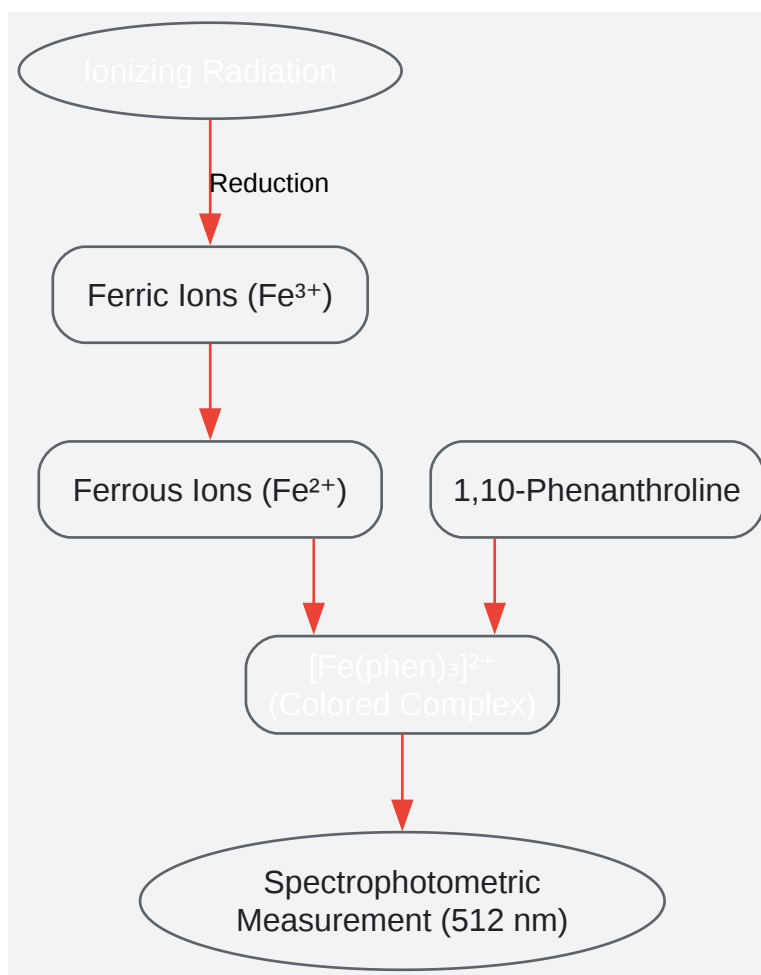 Ionizing Radiation
Reduction
Ferric Ions (Fe³⁺)
Ferrous Ions (Fe²⁺)
1,10-Phenanthroline
[Fe(phen)₃]²⁺
(Colored Complex)
Spectrophotometric
Measurement (512 nm)